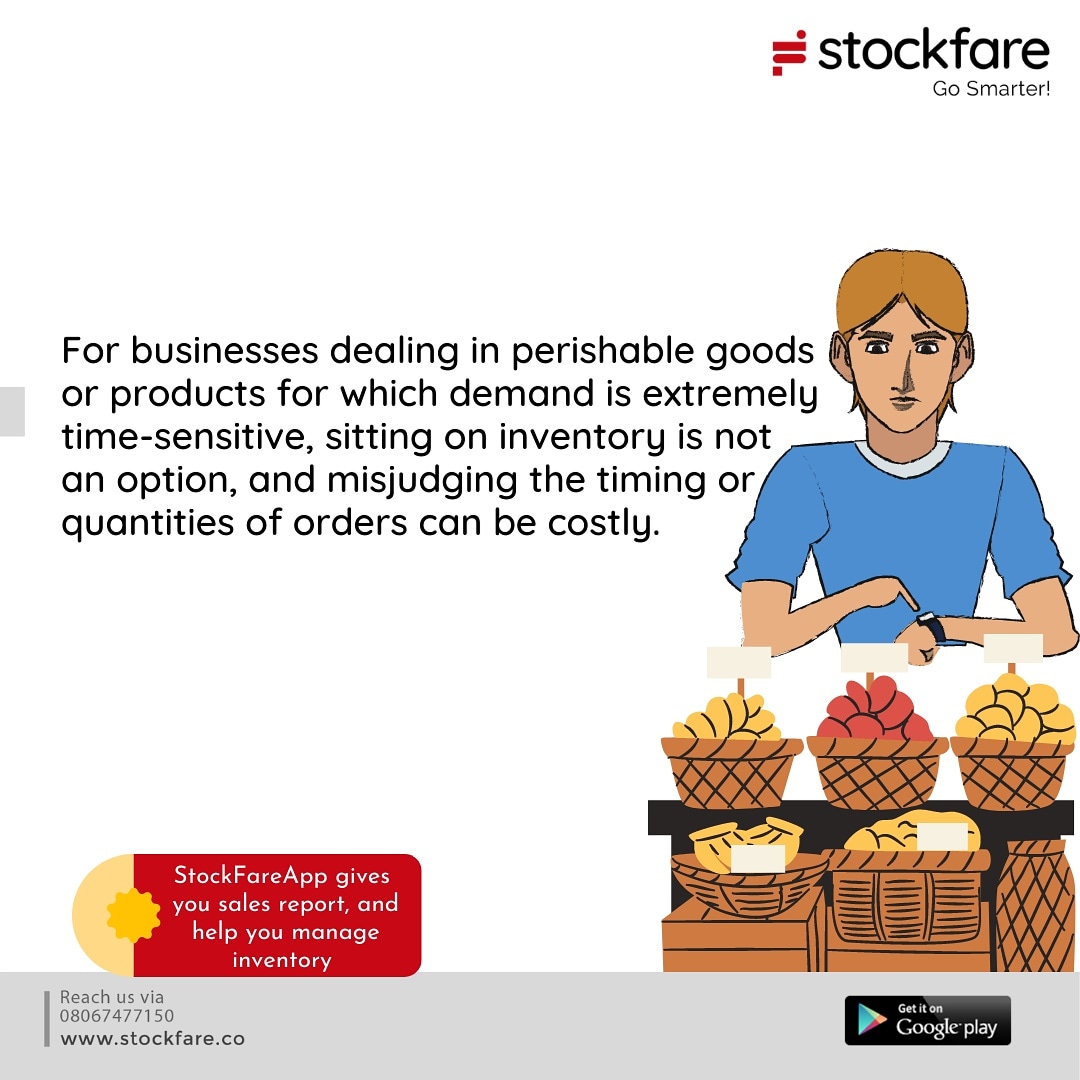 stockfare
Go Smarter!
For businesses dealing in perishable goods
or products for which demand is extremely
time-sensitive, sitting on inventory is not
an option, and misjudging the timing or
quantities of orders can be costly.
StockFareApp gives
you sales report, and
help you manage
inventory
Reach us via
08067477150
www.stockfare.co
Get it on
Google play